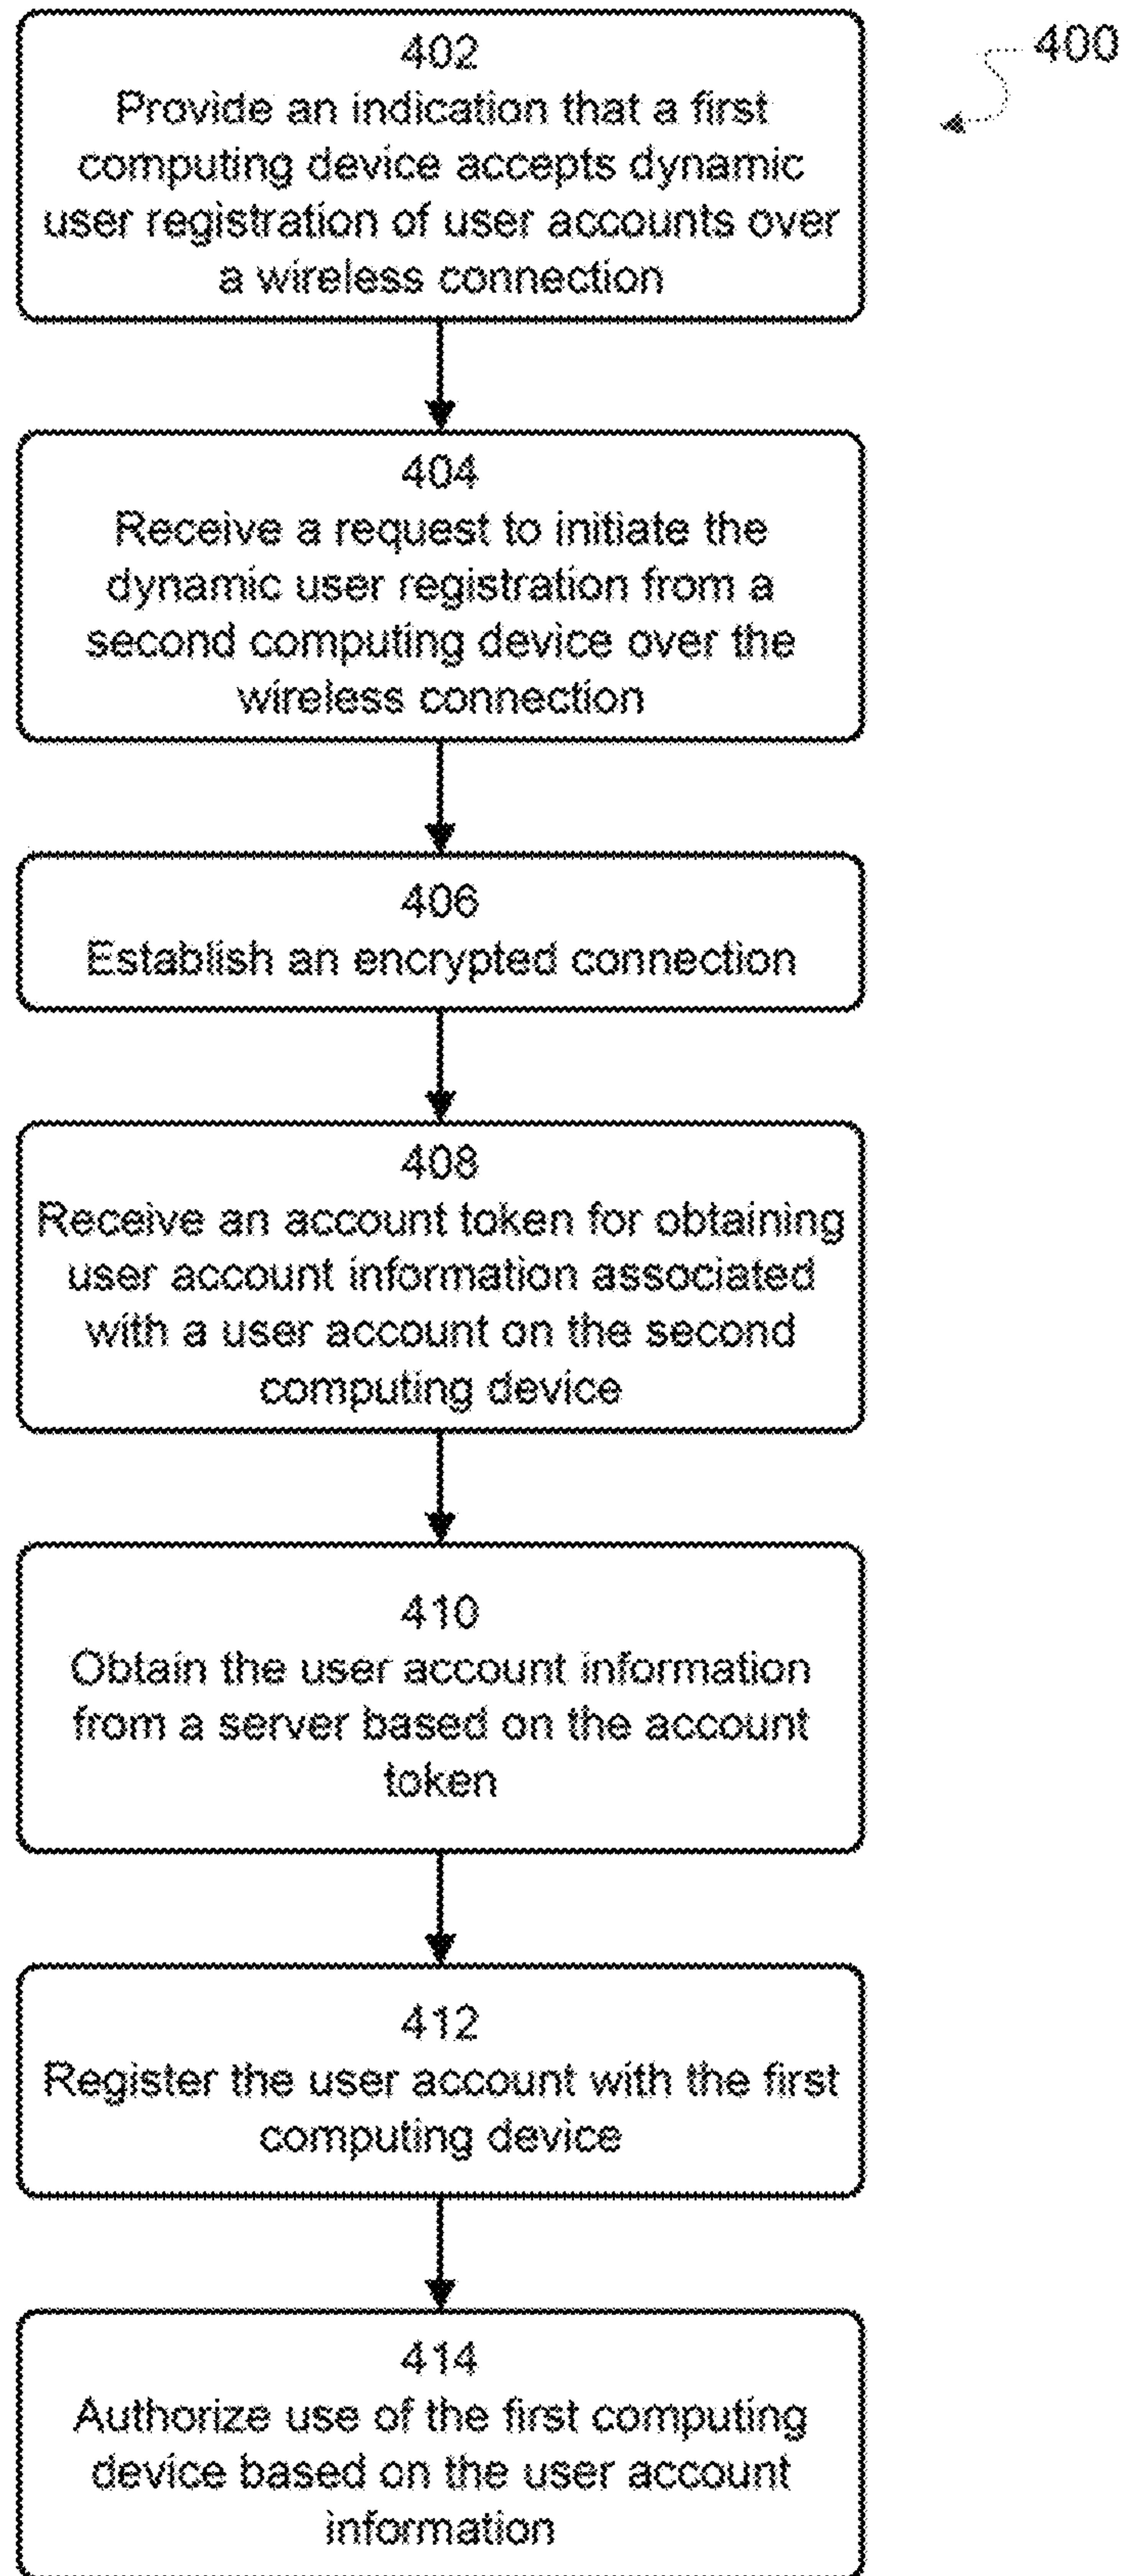 400
402
Provide an indication that a first
computing device accepts dynamic
user registration of user accounts over
a wireless connection
404
Receive a request to initiate the
dynamic user registration from a
second computing device over the
wireless connection
406
Establish an encrypted connection
408
Receive an account token for obtaining
user account information associated
with a user account on the second
computing device
410
Obtain the user account information
from a server based on the account
token
412
Register the user account with the first
computing device
414
Authorize use of the first computing
device based on the user account
information